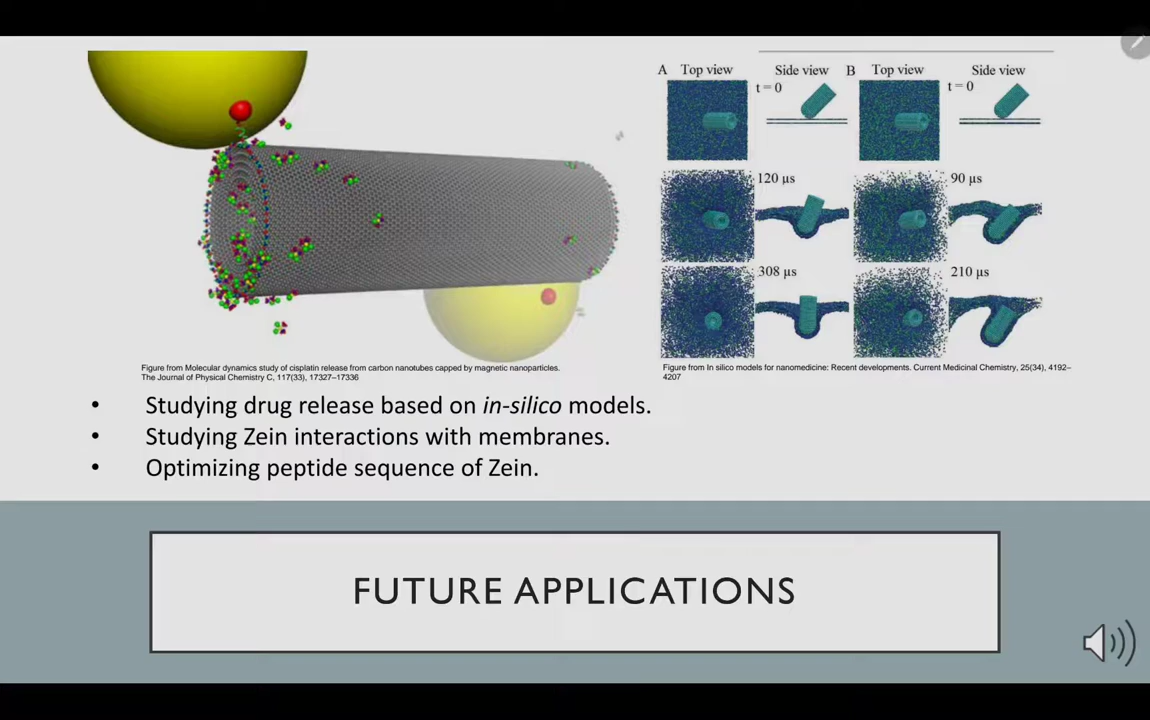 A Top view Side view B Top view Side view
t = 0 t = 0
120 µs 90 µs
308 µs 210 µs
Figure from Molecular dynamics study of cisplatin release from carbon nanotubes capped by magnetic nanoparticles.
The Journal of Physical Chemistry C, 117(33), 17327–17336
Figure from In silico models for nanomedicine: Recent developments. Current Medicinal Chemistry, 25(34), 4192–
4207
• Studying drug release based on in-silico models.
• Studying Zein interactions with membranes.
• Optimizing peptide sequence of Zein.
FUTURE APPLICATIONS